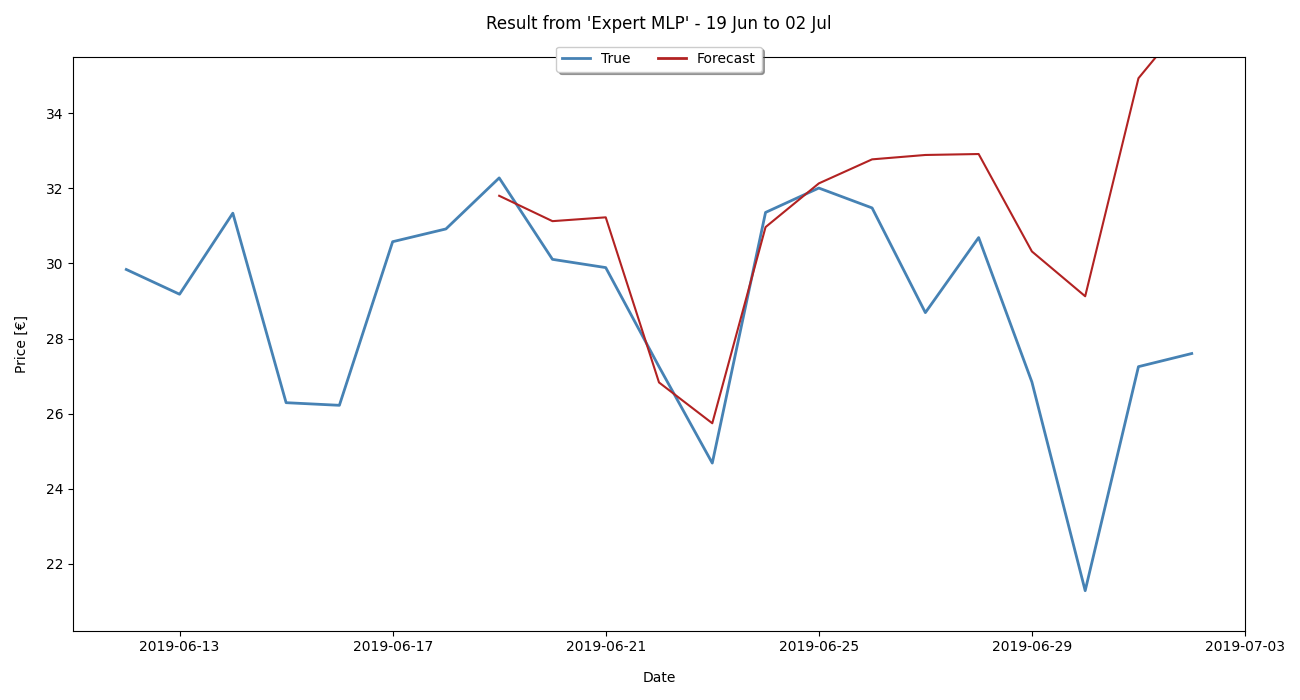 Result from 'Expert MLP' - 19 Jun to 02 Jul
True Forecast
34
32
30
28
26
24
22
Price [€]
2019-06-13 2019-06-17 2019-06-21 2019-06-25 2019-06-29 2019-07-03
Date